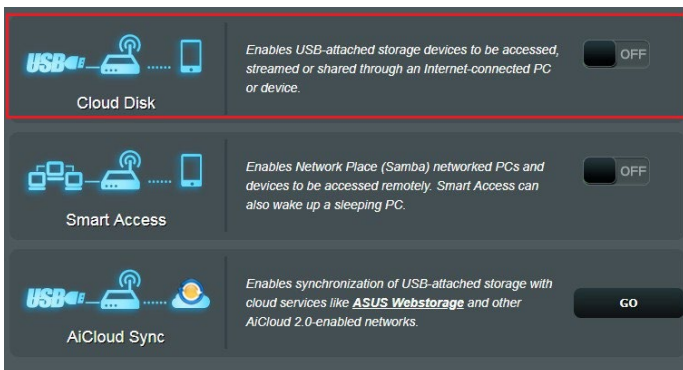 USB
Cloud Disk
Enables USB-attached storage devices to be accessed,
streamed or shared through an Internet-connected PC
or device.
OFF
Smart Access
Enables Network Place (Samba) networked PCs and
devices to be accessed remotely. Smart Access can
also wake up a sleeping PC.
OFF
USB
AiCloud Sync
Enables synchronization of USB-attached storage with
cloud services like ASUS Webstorage and other
AiCloud 2.0-enabled networks.
GO